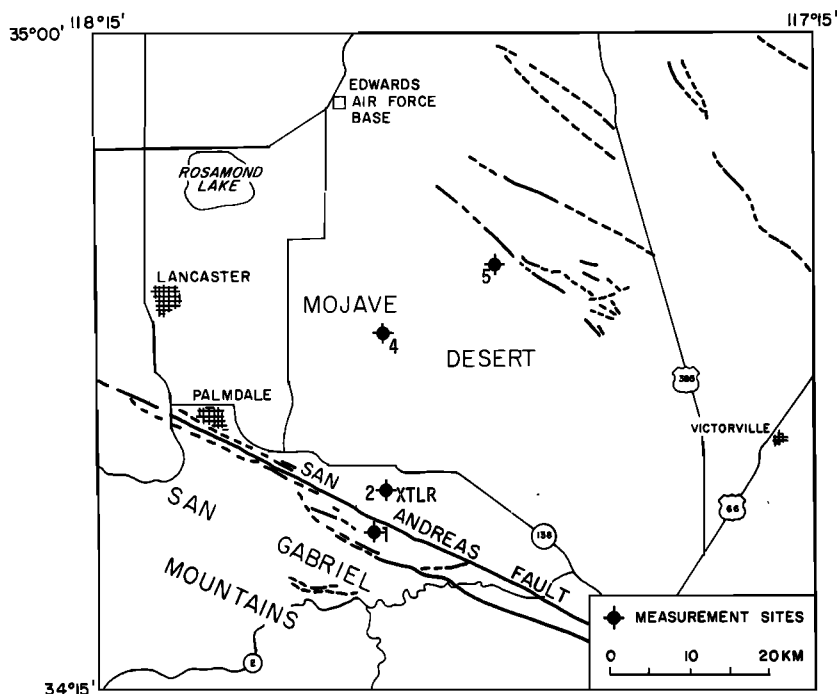 118°15'
117°15'
35°00'
EDWARDS
AIR FORCE
BASE
ROSAMOND
LAKE
LANCASTER
5
MOJAVE
4
DESERT
PALMDALE
395
VICTORVILLE
SAN
2 XTLR
66
SAN
1
ANDREAS
138
GABRIEL
FAULT
MOUNTAINS
MEASUREMENT SITES
0 10 20 KM
2
34°15'